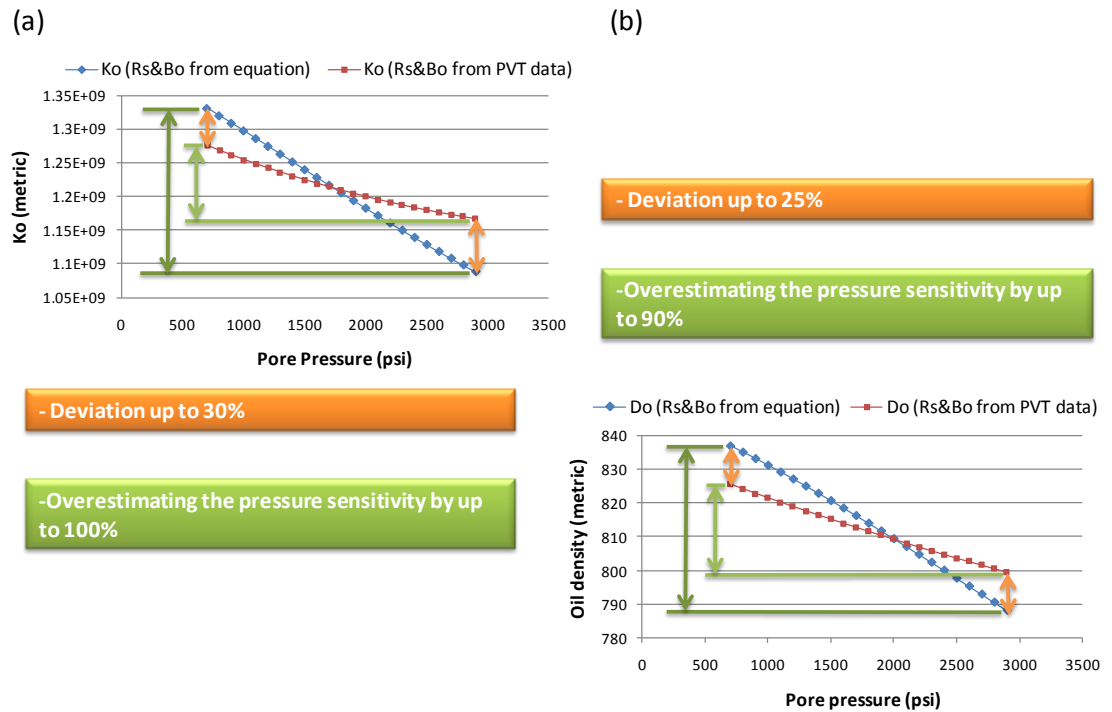 (a)
Ko (Rs&Bo from equation) Ko (Rs&Bo from PVT data)
1.35E+09
1.3E+09
1.25E+09
1.2E+09
1.15E+09
1.1E+09
1.05E+09
Ko (metric)
0 500 1000 1500 2000 2500 3000 3500
Pore Pressure (psi)
- Deviation up to 30%
-Overestimating the pressure sensitivity by up
to 100%
(b)
- Deviation up to 25%
-Overestimating the pressure sensitivity by up
to 90%
Do (Rs&Bo from equation) Do (Rs&Bo from PVT data)
840
830
820
810
800
790
780
Oil density (metric)
0 500 1000 1500 2000 2500 3000 3500
Pore pressure (psi)